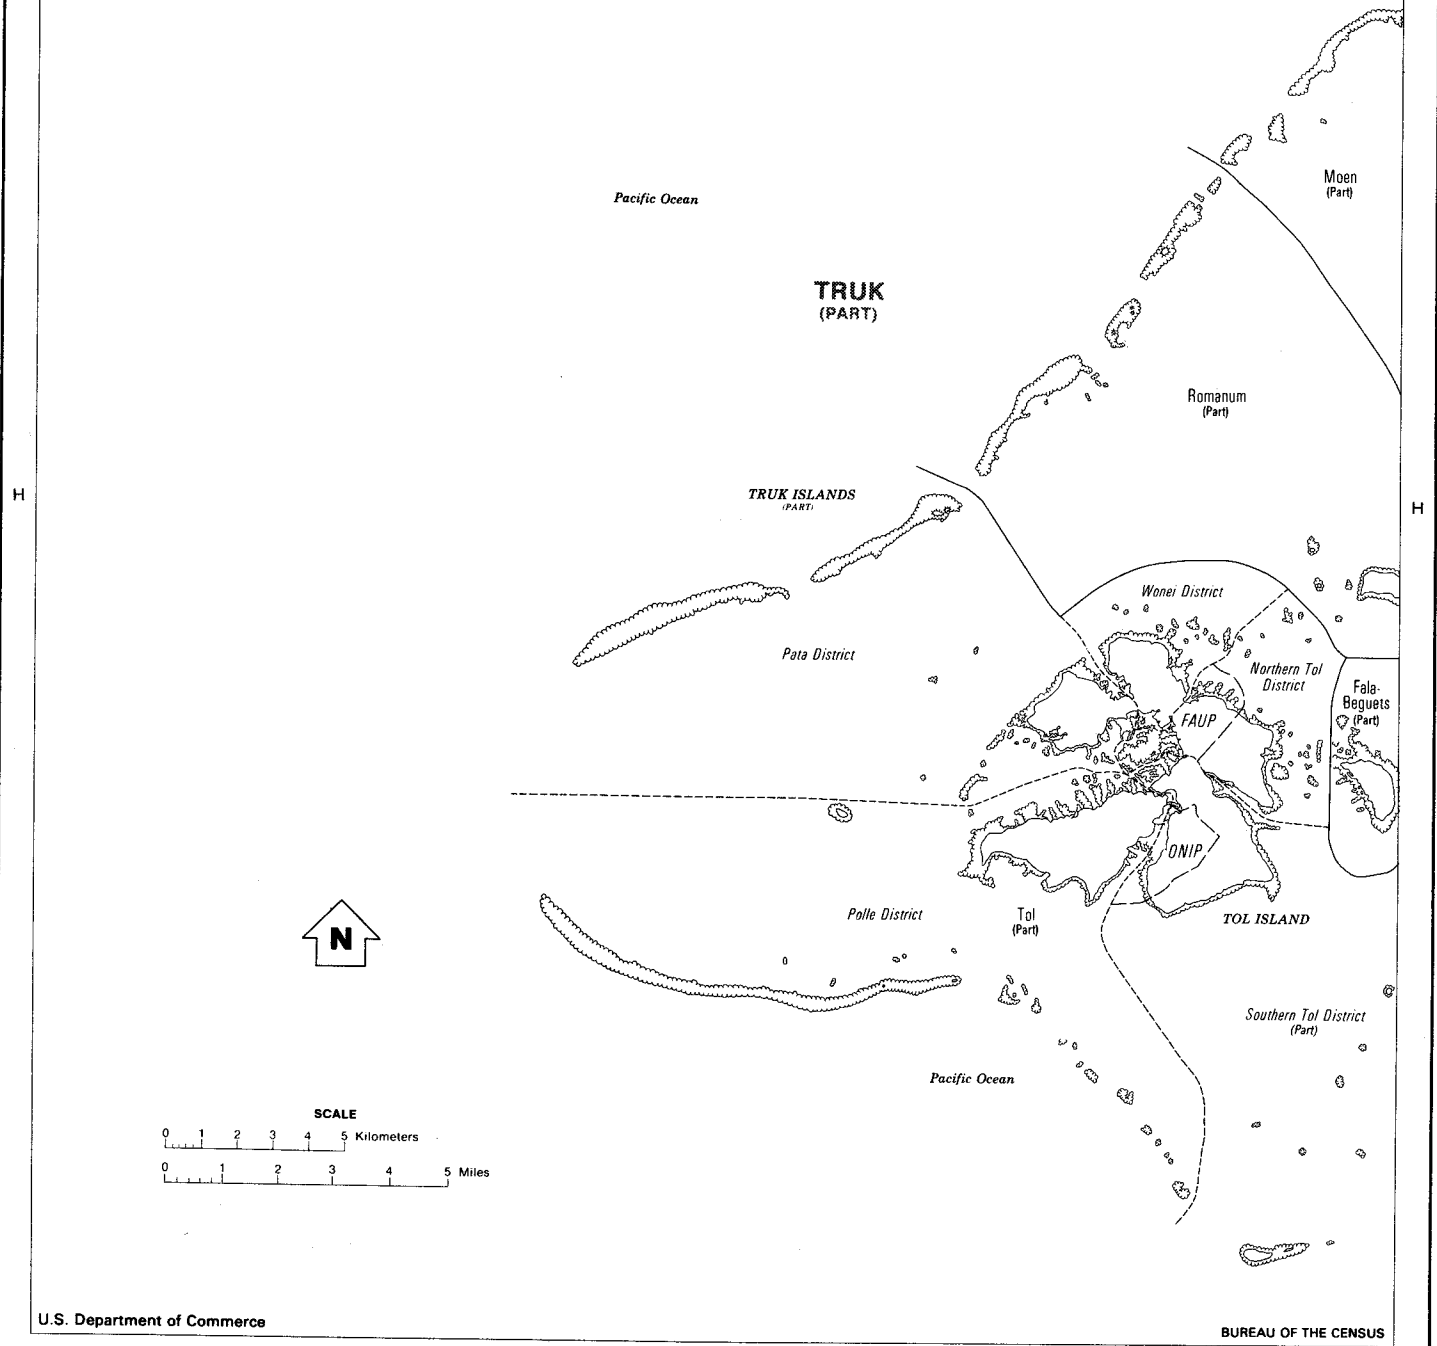 Moen
(Part)
Pacific Ocean
TRUK
(PART)
Romanum
(Part)
H
TRUK ISLANDS
(PART)
H
Wonei District
Pata District
Northern Tol
District
Fala-
Beguets
(Part)
FAUP
ONIP
Polle District
Tol
(Part)
TOL ISLAND
N
Southern Tol District
(Part)
Pacific Ocean
SCALE
0 1 2 3 4 5 Kilometers
0 1 2 3 4 5 Miles
U.S. Department of Commerce
BUREAU OF THE CENSUS